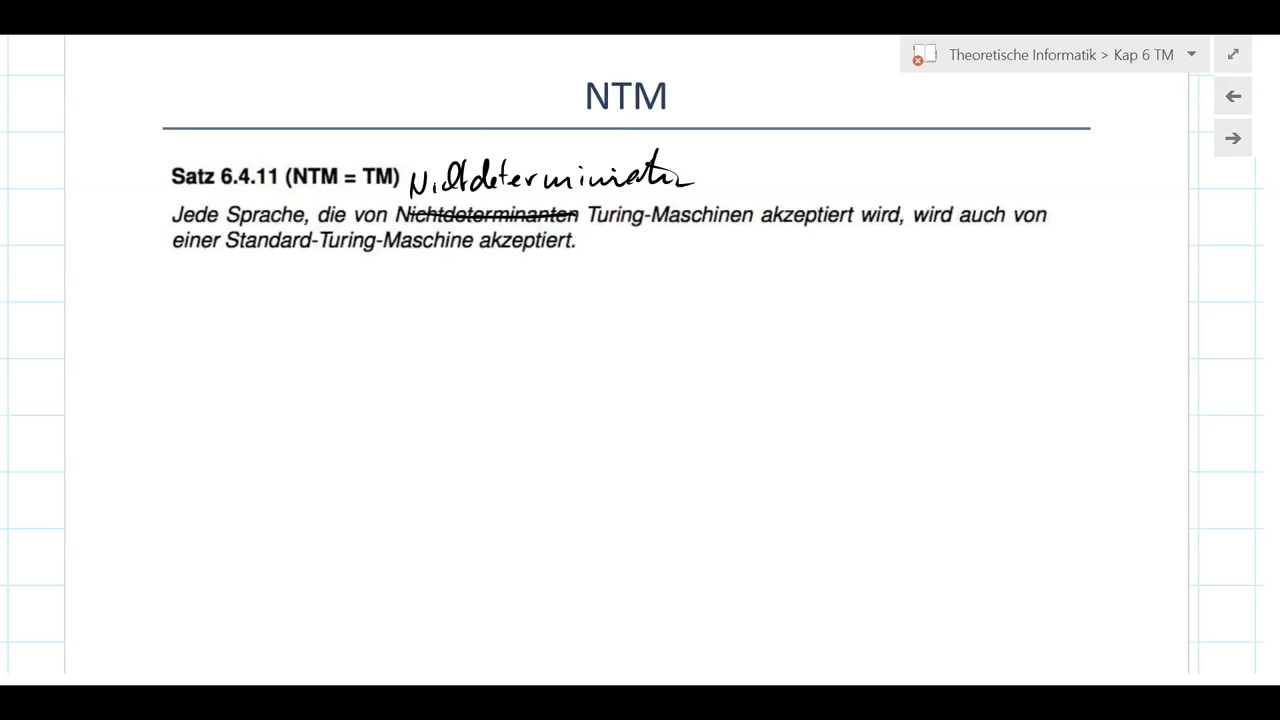 Theoretische Informatik > Kap 6 TM
NTM
Satz 6.4.11 (NTM = TM)
Jede Sprache, die von Nichtdeterminanten Turing-Maschinen akzeptiert wird, wird auch von
einer Standard-Turing-Maschine akzeptiert.